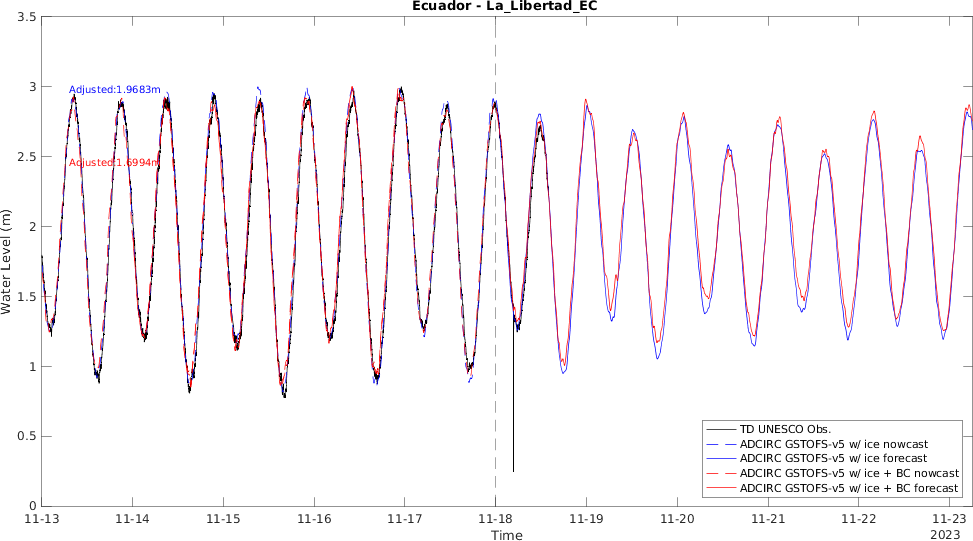 Ecuador - La_Libertad_EC
3.5
3
2.5
2
1.5
1
0.5
0
Water Level (m)
Adjusted:1.9683m
Adjusted:1.6994m
TD UNESCO Obs.
ADCIRC GSTOFS-v5 w/ ice nowcast
ADCIRC GSTOFS-v5 w/ ice forecast
ADCIRC GSTOFS-v5 w/ ice + BC nowcast
ADCIRC GSTOFS-v5 w/ ice + BC forecast
11-13 11-14 11-15 11-16 11-17 11-18 11-19 11-20 11-21 11-22 11-23
Time
2023